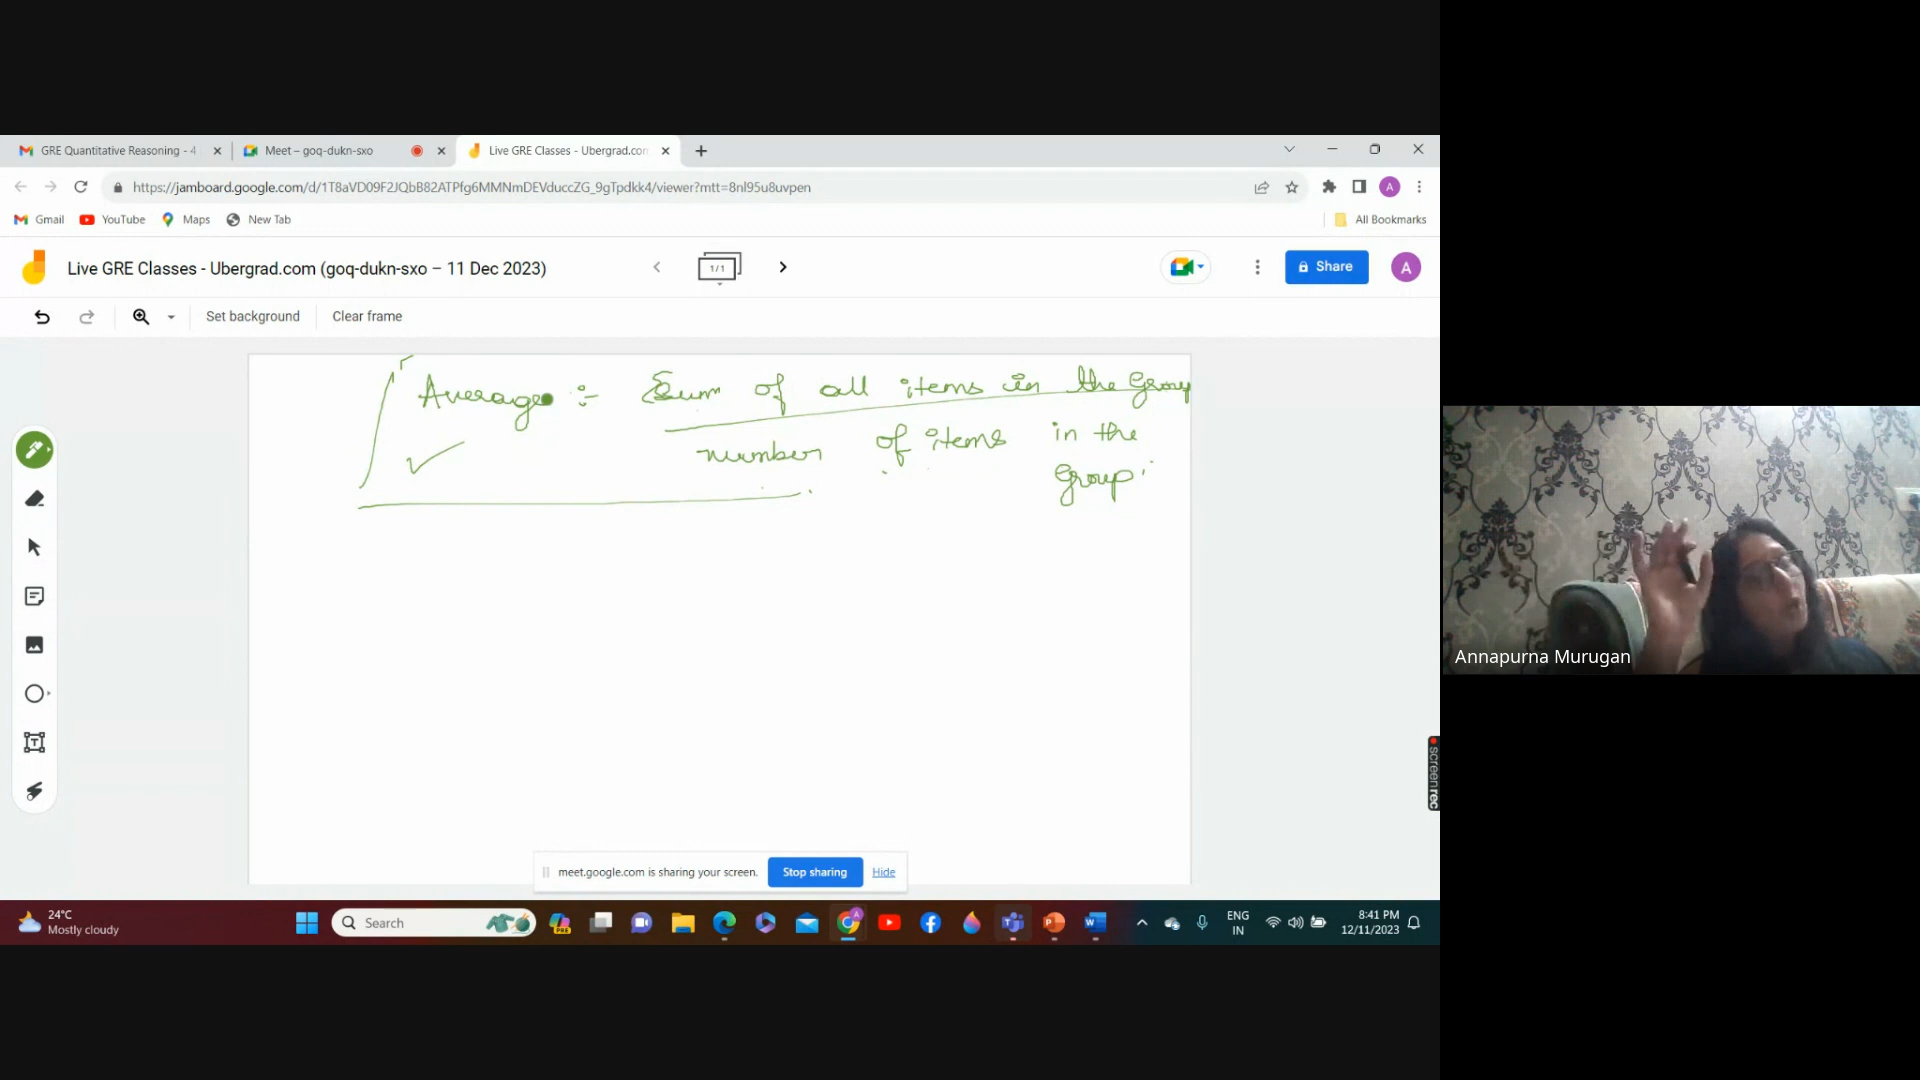 GRE Quantitative Reasoning - 4
Meet – goq-dukn-sxo
Live GRE Classes - Ubergrad.con
https://jamboard.google.com/d/1T8aVD09F2JQbB82ATPfg6MMNmDEVduccZG_9gTpdkk4/viewer?mtt=8nl95u8uvpen
A
Gmail
YouTube
Maps
New Tab
All Bookmarks
Live GRE Classes - Ubergrad.com (goq-dukn-sxo – 11 Dec 2023)
1/1
Share
A
Set background
Clear frame
Average :- Sum of all items in the Group
number of items in the
Group
Annapurna Murugan
screenrec
meet.google.com is sharing your screen.
Stop sharing
Hide
24°C
Mostly cloudy
Search
PRE
ENG
IN
8:41 PM
12/11/2023